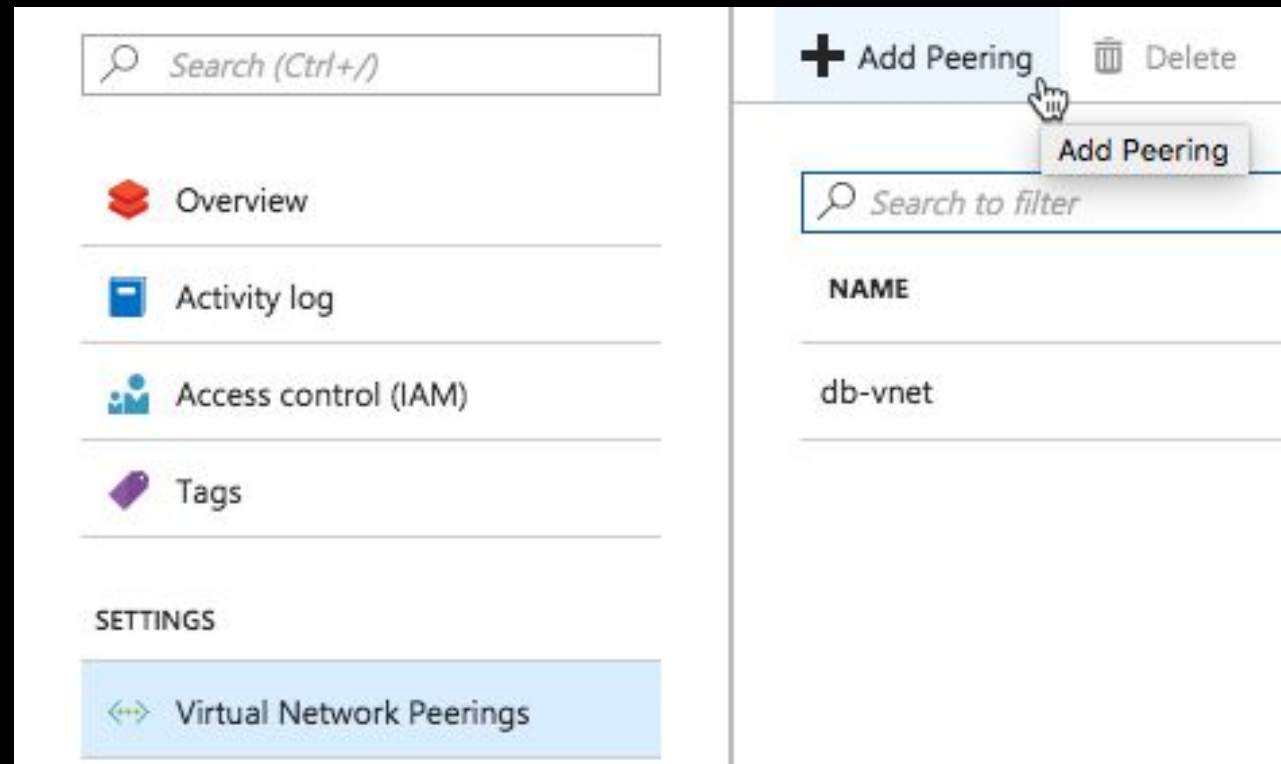 Search (Ctrl+/)
Overview
Activity log
Access control (IAM)
Tags
SETTINGS
Virtual Network Peerings
Add Peering
Delete
Add Peering
Search to filter
NAME
db-vnet